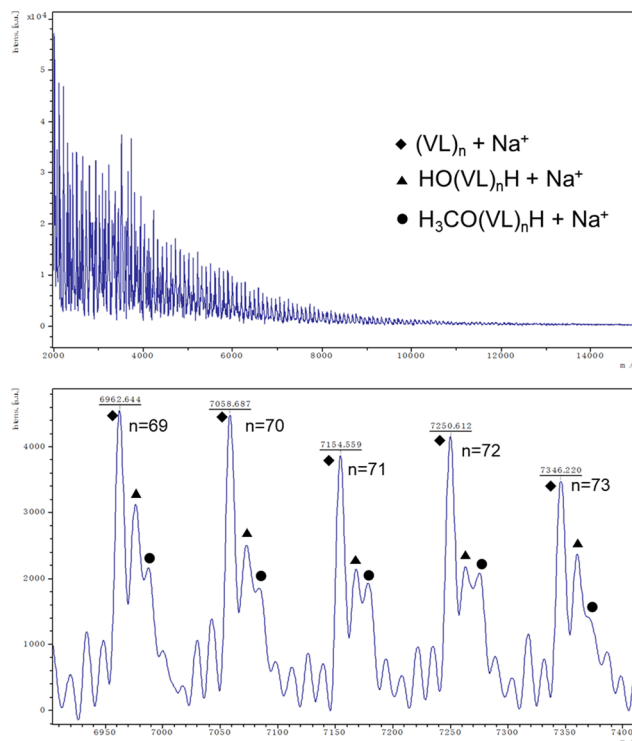 x10⁴
Intens. [a.u.]
5
4
3
2
1
0
◆ (VL)n + Na⁺
▲ HO(VL)nH + Na⁺
● H₃CO(VL)nH + Na⁺
2000 4000 6000 8000 10000 12000 14000
Intens. [a.u.]
4000
3000
2000
1000
0
6962.644
n=69
7058.687
n=70
7154.559
n=71
7250.612
n=72
7346.220
n=73
6950 7000 7050 7100 7150 7200 7250 7300 7350